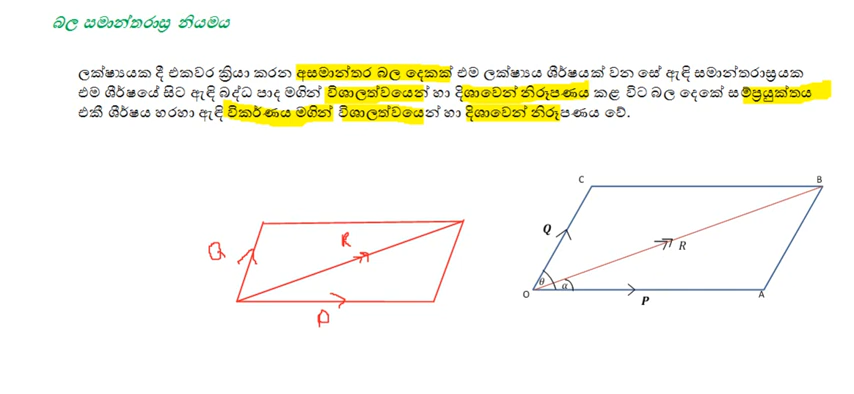 බල සමාන්තරාස්‍ර නියමය
ලක්ෂ්‍යයක දී එකවර ක්‍රියා කරන අසමාන්තර බල දෙකක් එම ලක්ෂ්‍යය ශීර්ෂයක් වන සේ ඇඳි සමාන්තරාස්‍රයක
එම ශීර්ෂයේ සිට ඇඳි බද්ධ පාද මගින් විශාලත්වයෙන් හා දිශාවෙන් නිරූපණය කළ විට බල දෙකේ සම්ප්‍රයුක්තය
එකී ශීර්ෂය හරහා ඇඳි විකර්ණය මගින් විශාලත්වයෙන් හා දිශාවෙන් නිරූපණය වේ.
Q
R
P
C
B
Q
R
θ
α
O
P
A